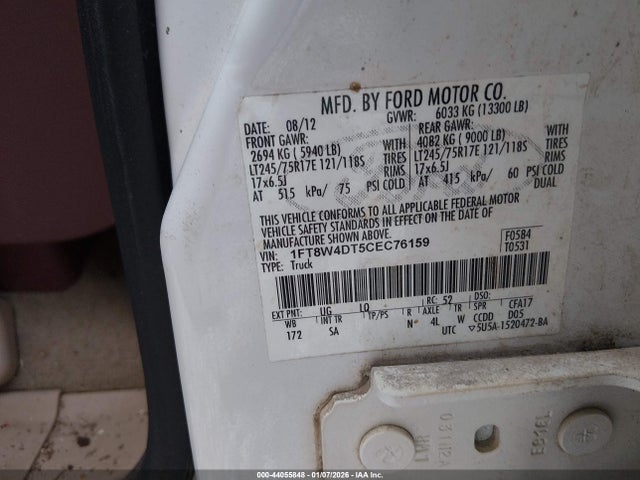 MFD. BY FORD MOTOR CO.
DATE: 08/12 GVWR: 6033 KG (13300 LB)
FRONT GAWR: REAR GAWR:
2694 KG ( 5940 LB) WITH 4082 KG ( 9000 LB) WITH
LT245/75R17E 121/118S TIRES LT245/75R17E 121/118S TIRES
17x6.5J RIMS 17x6.5J RIMS
AT 515 kPa/ 75 PSI COLD AT 415 kPa/ 60 PSI COLD
DUAL
THIS VEHICLE CONFORMS TO ALL APPLICABLE FEDERAL MOTOR
VEHICLE SAFETY STANDARDS IN EFFECT ON THE DATE OF
MANUFACTURE SHOWN ABOVE.
VIN: 1FT8W4DT5CEC76159 F0584
TYPE: Truck T0531
EXT PNT: UG LQ RC: 52 DSO:
WB INT TR TP/PS R AXLE TR SPR CFA17
172 SA N 4L CCDD D05
UTC ▽5U5A-1520472-BA
HNT
03112A
E816L
000-44055848 | 01/07/2026 - IAA Holdings, LLC